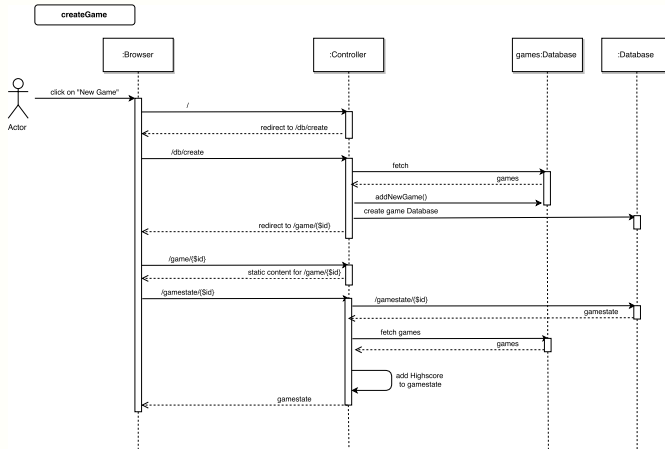 createGame
:Browser
:Controller
games:Database
:Database
click on "New Game"
Actor
/
redirect to /db/create
/db/create
fetch
games
addNewGame()
create game Database
redirect to /game/{$id}
/game/{$id}
static content for /game/{$id}
/gamestate/{$id}
/gamestate/{$id}
gamestate
fetch games
games
add Highscore
to gamestate
gamestate